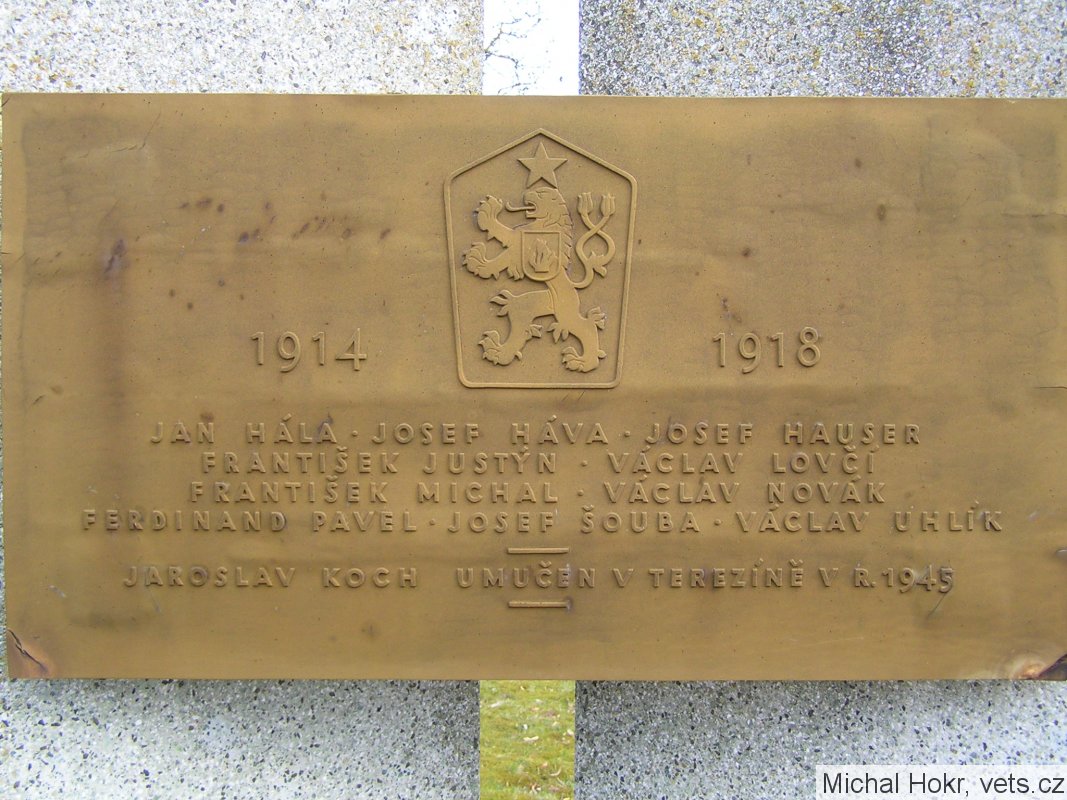 1914 1918
JAN HÁLA · JOSEF HÁVA · JOSEF HAUSER
FRANTIŠEK JUSTÝN · VÁCLAV LOVČÍ
FRANTIŠEK MICHAL · VÁCLAV NOVÁK
FERDINAND PAVEL · JOSEF ŠOUBA · VÁCLAV UHLÍK
JAROSLAV KOCH UMUČEN V TEREZÍNĚ V R. 1945
Michal Hokr, vets.cz